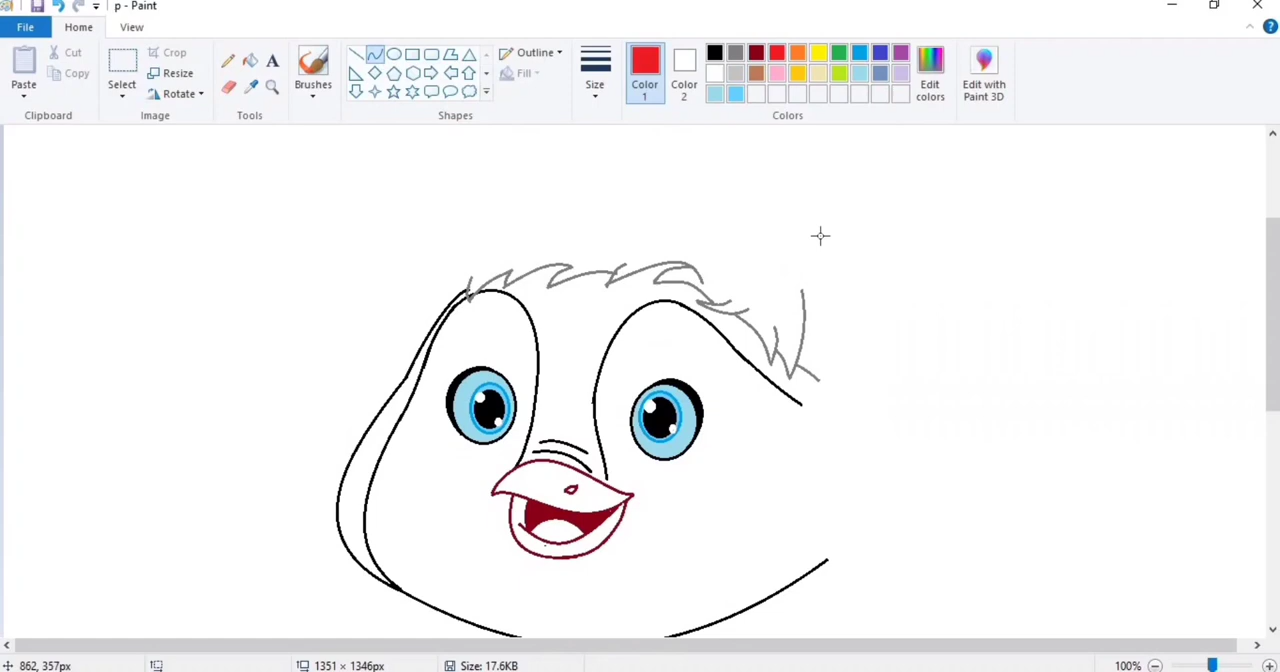 p - Paint
File
Home
View
Paste
Cut
Copy
Clipboard
Select
Crop
Resize
Rotate
Image
A
Tools
Brushes
Outline
Fill
Shapes
Size
Color 1
Color 2
Edit colors
Colors
Edit with Paint 3D
862, 357px
1351 × 1346px
Size: 17.6KB
100%